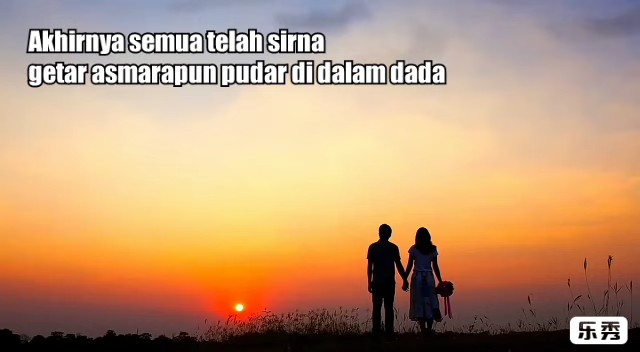 Akhirnya semua telah sirna
getar asmarapun pudar di dalam dada
乐秀